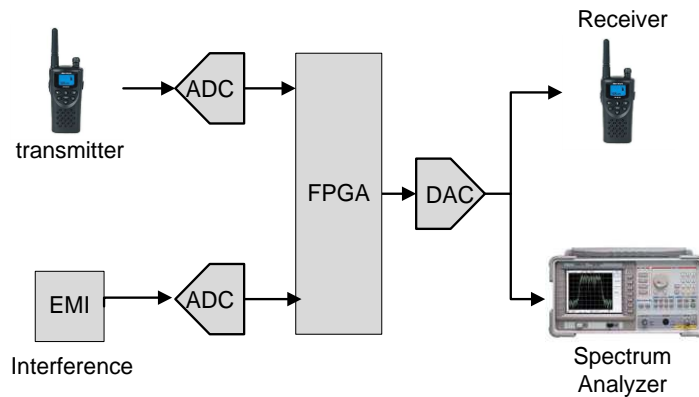 Receiver
ADC
transmitter
FPGA
DAC
EMI
ADC
Interference
Spectrum
Analyzer